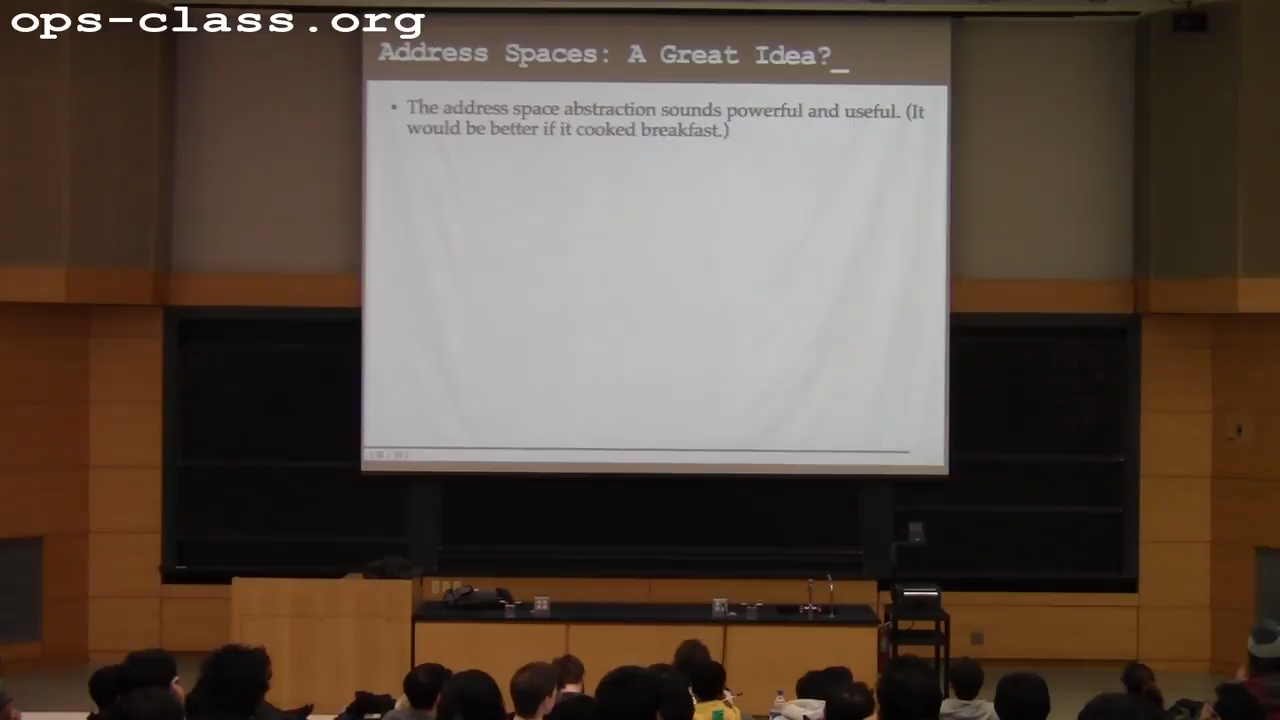 ops-class.org
Address Spaces: A Great Idea?_
• The address space abstraction sounds powerful and useful. (It
would be better if it cooked breakfast.)